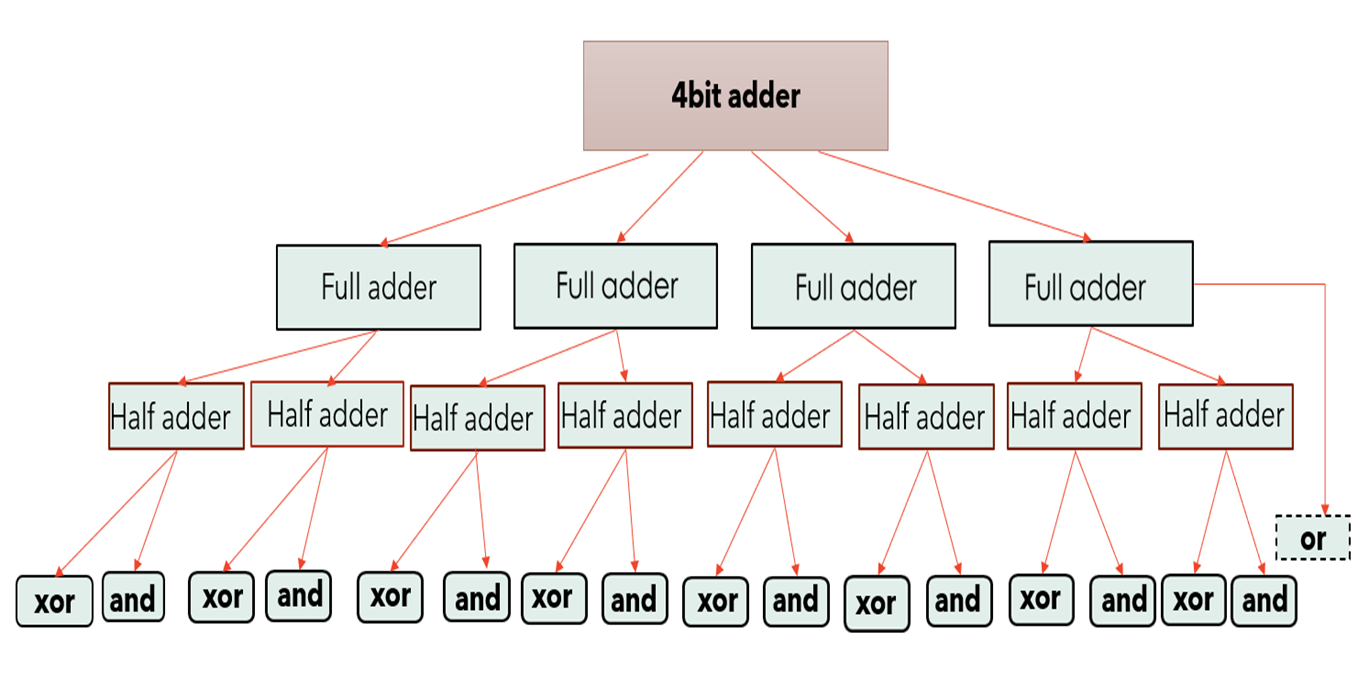 4bit adder
Full adder
Full adder
Full adder
Full adder
Half adder
Half adder
Half adder
Half adder
Half adder
Half adder
Half adder
Half adder
or
xor
and
xor
and
xor
and
xor
and
xor
and
xor
and
xor
and
xor
and